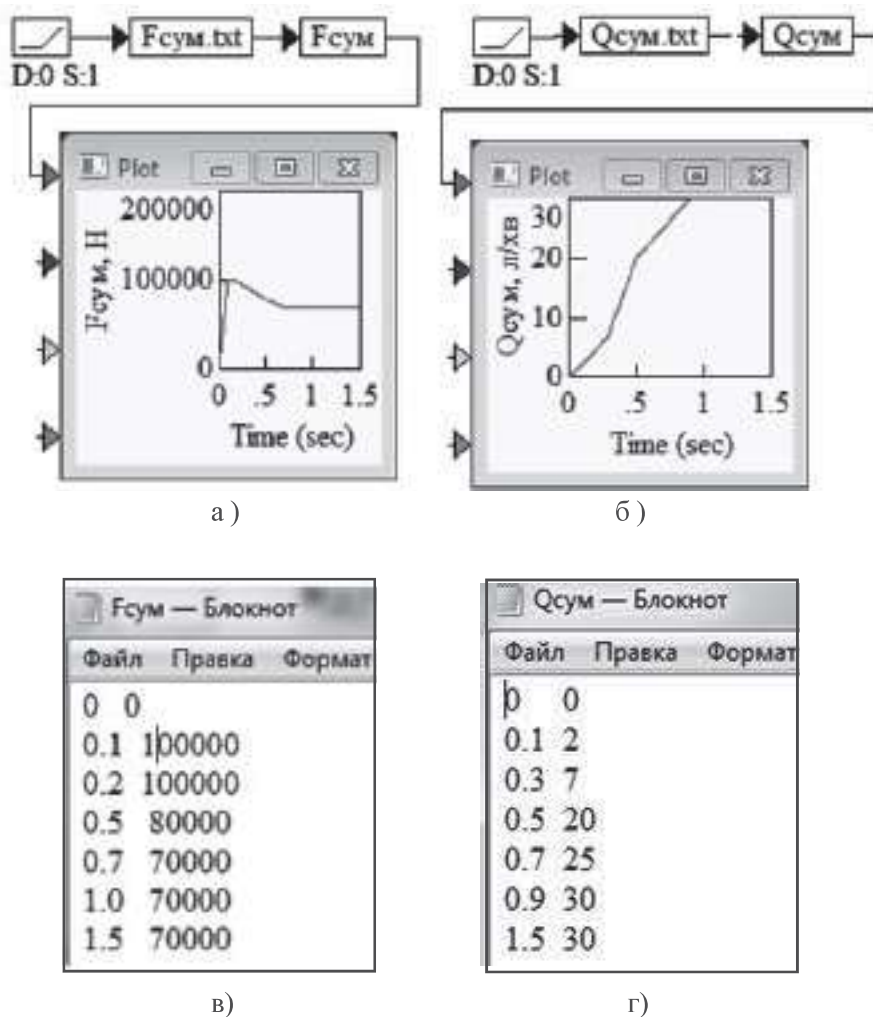 Fсум.txt Fсум
D:0 S:1
Plot
200000
100000
0
Fсум, Н
0 .5 1 1.5
Time (sec)
а )
Qсум.txt Qсум
D:0 S:1
Plot
30
20
10
0
Qсум, л/хв
0 .5 1 1.5
Time (sec)
б )
Fсум — Блокнот
Файл Правка Формат
0 0
0.1 100000
0.2 100000
0.5 80000
0.7 70000
1.0 70000
1.5 70000
в)
Qсум — Блокнот
Файл Правка Формат
0 0
0.1 2
0.3 7
0.5 20
0.7 25
0.9 30
1.5 30
г)